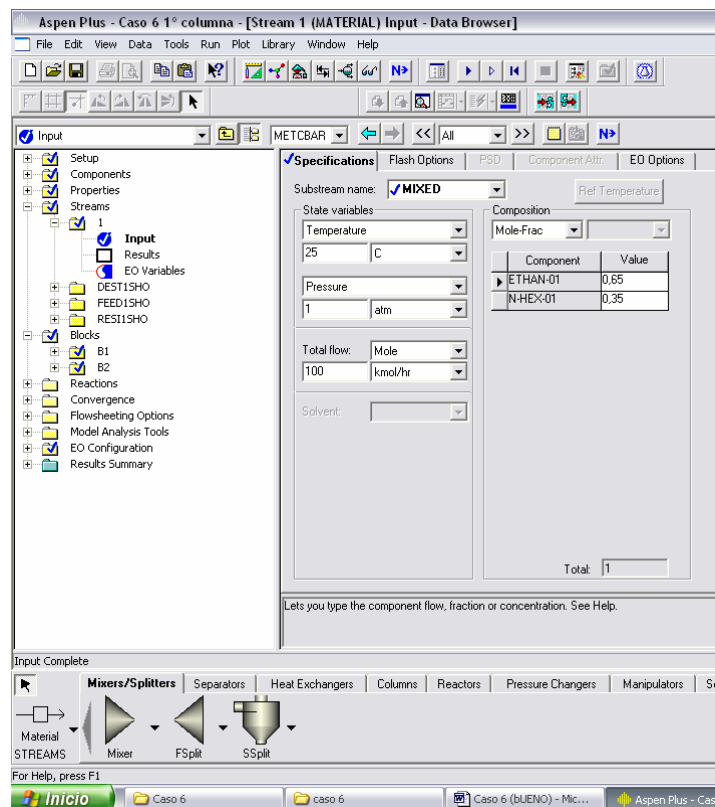 Aspen Plus - Caso 6 1° columna - [Stream 1 (MATERIAL) Input - Data Browser]
File Edit View Data Tools Run Plot Library Window Help
N>
Input METCBAR << All >> N>
Setup
Components
Properties
Streams
1
Input
Results
EO Variables
DEST1SHO
FEED1SHO
RESI1SHO
Blocks
B1
B2
Reactions
Convergence
Flowsheeting Options
Model Analysis Tools
EO Configuration
Results Summary
Specifications Flash Options PSD Component Attr. EO Options
Substream name: MIXED Ref Temperature
State variables
Temperature
25 C
Pressure
1 atm
Total flow: Mole
100 kmol/hr
Solvent:
Composition
Mole-Frac
Component Value
ETHAN-01 0,65
N-HEX-01 0,35
Total: 1
Lets you type the component flow, fraction or concentration. See Help.
Input Complete
Mixers/Splitters Separators Heat Exchangers Columns Reactors Pressure Changers Manipulators
Material
STREAMS Mixer FSplit SSplit
For Help, press F1
Inicio Caso 6 caso 6 Caso 6 (bUENO) - Mic... Aspen Plus - Cas